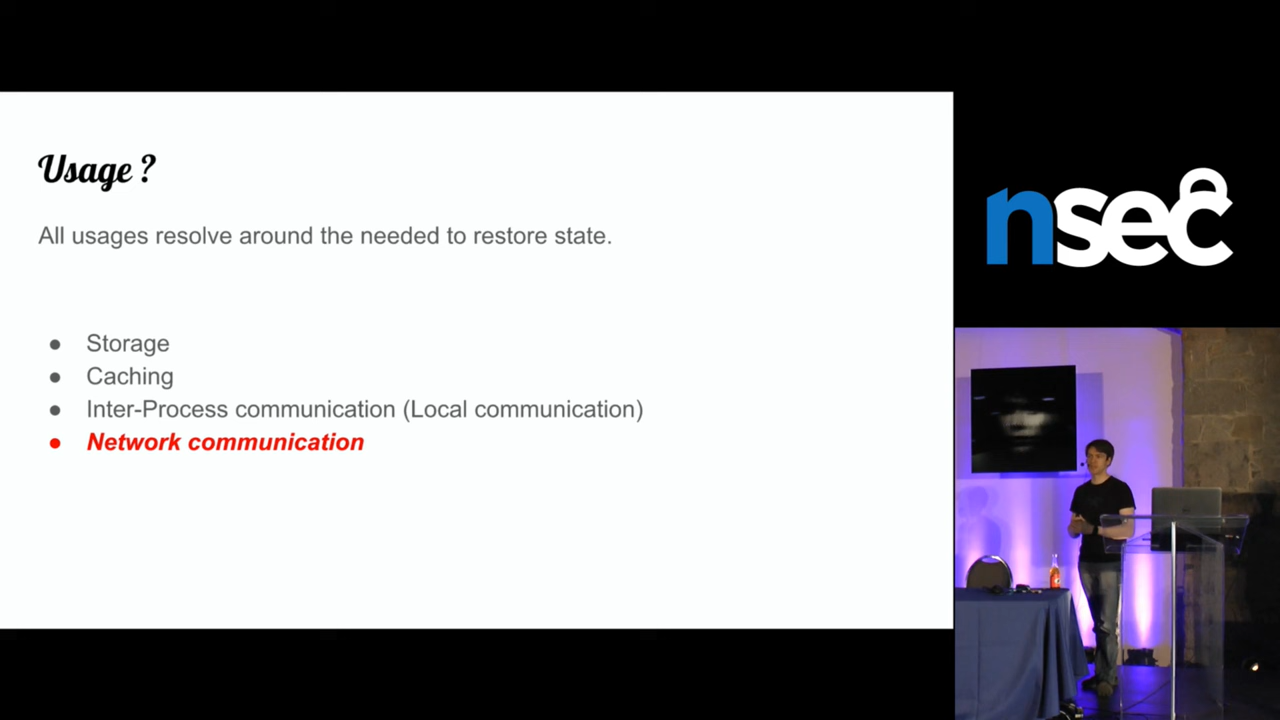 Usage ?
All usages resolve around the needed to restore state.
● Storage
● Caching
● Inter-Process communication (Local communication)
● Network communication
nsec